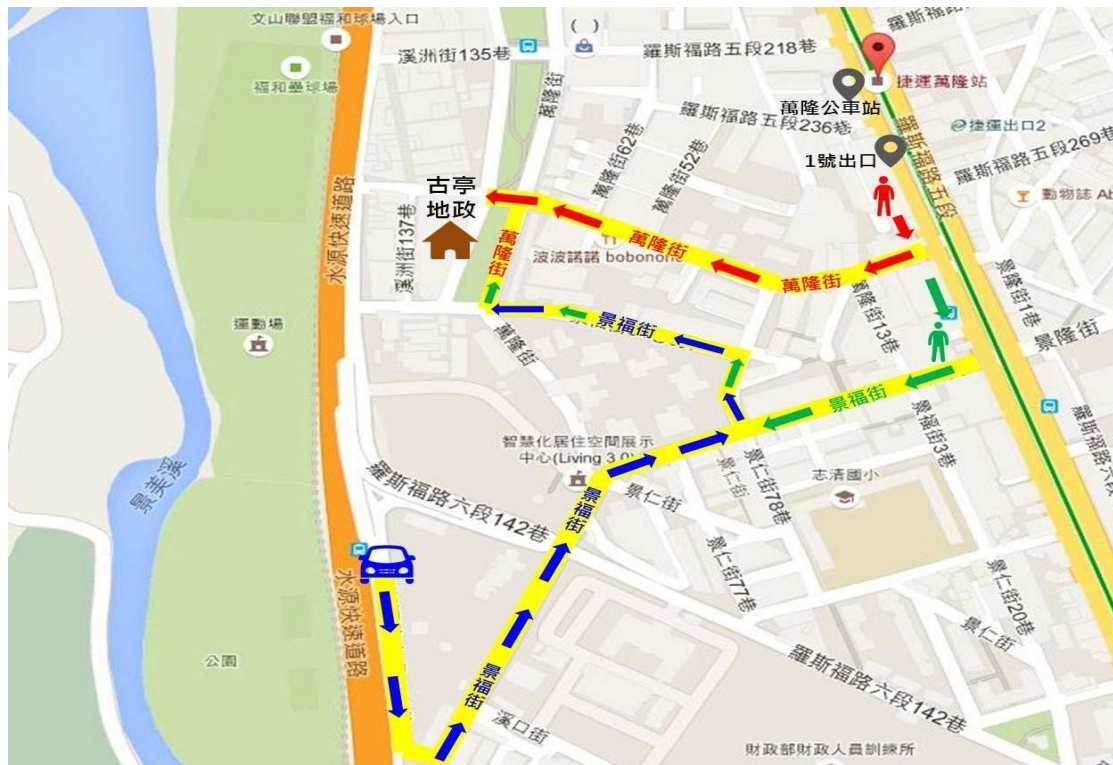 文山聯盟福和球場入口
( )
溪洲街135巷
羅斯福路五段218巷
福和壘球場
萬隆街
捷運萬隆站
萬隆公車站
羅斯福路五段236巷
捷運出口2
1號出口
羅斯福路五段
羅斯福路五段269巷
萬隆街62巷
萬隆街52巷
動物誌 Ab
古亭
地政
水源快速道路
溪洲街137巷
萬隆街
萬隆街
波波諾諾 bobonono
萬隆街
萬隆街13巷
景隆街1巷
景隆街
運動場
萬隆街
景福街
景福街
景福街3巷
羅斯福路六段
智慧化居住空間展示
中心(Living 3.0)
景仁街
景仁街
景仁街78巷
志清國小
景美溪
羅斯福路六段142巷
景福街
景仁街77巷
景仁街20巷
景仁街
水源快速道路
公園
景福街
溪口街
羅斯福路六段142巷
財政部財政人員訓練所